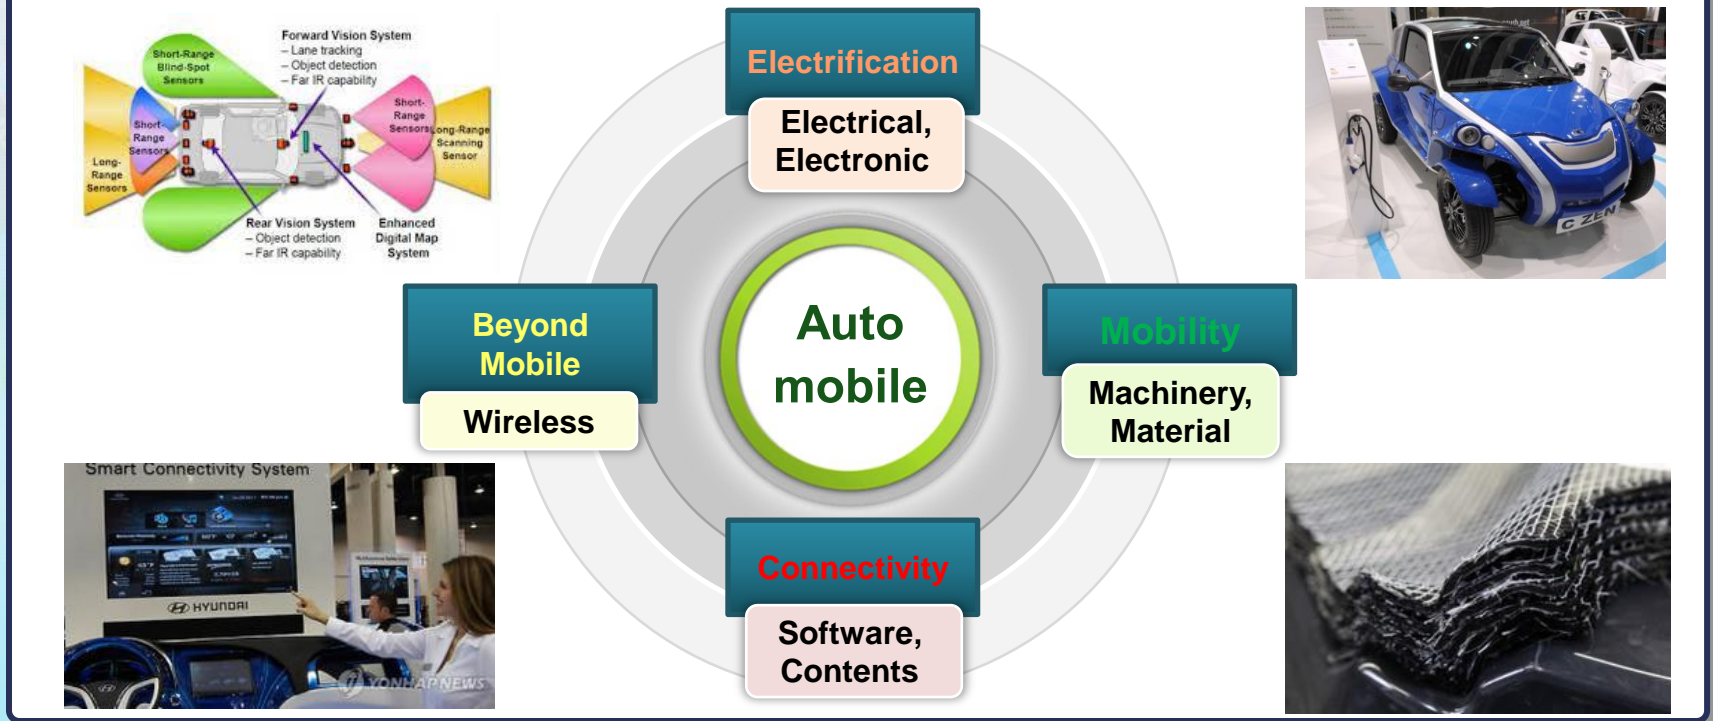 Forward Vision System
– Lane tracking
– Object detection
– Far IR capability
Short-Range
Blind-Spot
Sensors
Short-
Range
Sensors
Long-
Range
Sensors
Short-
Range
Sensors
Long-Range
Scanning
Sensor
Rear Vision System
– Object detection
– Far IR capability
Enhanced
Digital Map
System
Electrification
Electrical,
Electronic
C ZEN
Beyond
Mobile
Wireless
Auto
mobile
Mobility
Machinery,
Material
Smart Connectivity System
HYUNDAI
YONHAPNEWS
Connectivity
Software,
Contents